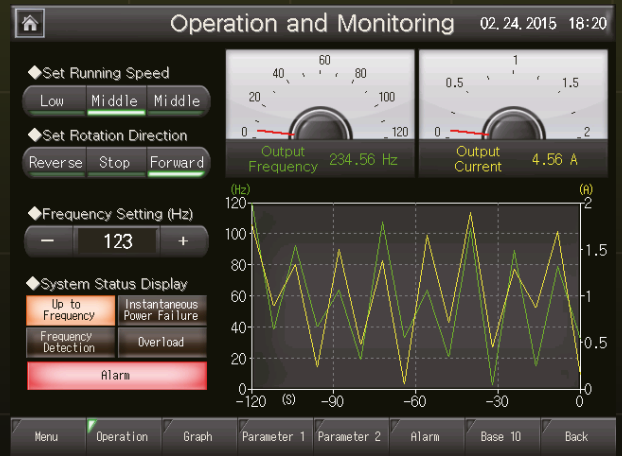 Operation and Monitoring
02. 24. 2015 18:20
◆Set Running Speed
Low Middle Middle
◆Set Rotation Direction
Reverse Stop Forward
◆Frequency Setting (Hz)
− 123 +
◆System Status Display
Up to
Frequency
Instantaneous
Power Failure
Frequency
Detection
Overload
Alarm
0 20 40 60 80 100 120
Output
Frequency
234.56 Hz
0 0.5 1 1.5 2
Output
Current
4.56 A
(Hz)
120
100
80
60
40
20
0
(A)
2
1.5
1
0.5
0
-120 (S) -90 -60 -30 0
Menu Operation Graph Parameter 1 Parameter 2 Alarm Base 10 Back